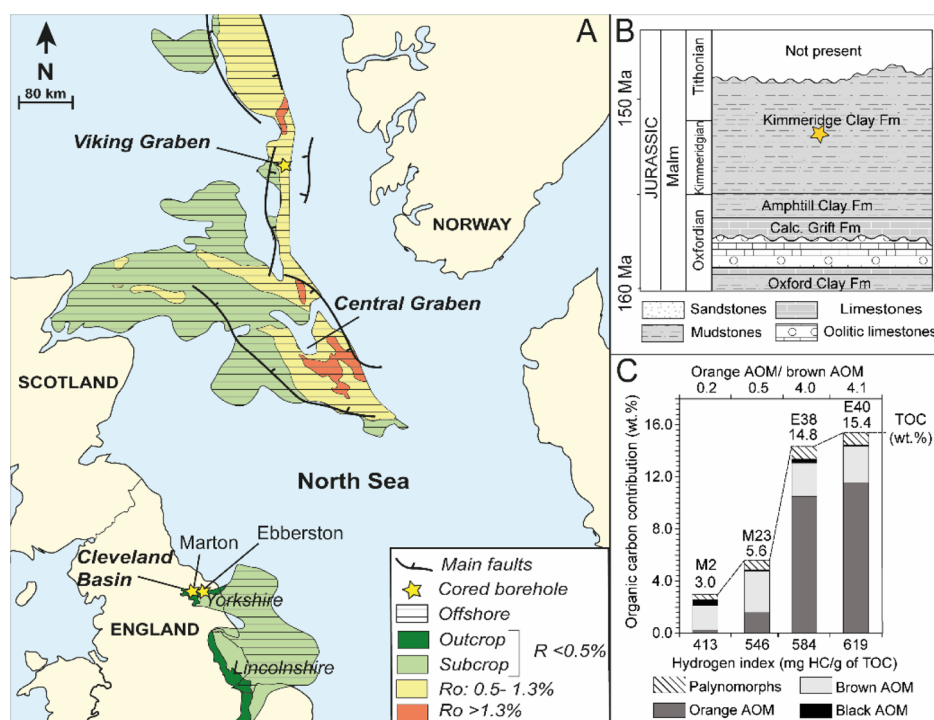 A
N
80 km
Viking Graben
NORWAY
Central Graben
SCOTLAND
North Sea
Marton
Ebberston
Cleveland
Basin
Yorkshire
ENGLAND
Lincolnshire
Main faults
Cored borehole
Offshore
Outcrop
Subcrop
R <0.5%
Ro: 0.5- 1.3%
Ro >1.3%
B
150 Ma
160 Ma
JURASSIC
Malm
Tithonian
Kimmeridgian
Oxfordian
Not present
Kimmeridge Clay Fm
Amphtill Clay Fm
Calc. Grift Fm
Oxford Clay Fm
Sandstones
Limestones
Mudstones
Oolitic limestones
C
Orange AOM/ brown AOM
0.2 0.5 4.0 4.1
Organic carbon contribution (wt.%)
16.0
12.0
8.0
4.0
0.0
M2
3.0
M23
5.6
E38
14.8
E40
15.4
TOC
(wt.%)
413 546 584 619
Hydrogen index (mg HC/g of TOC)
Palynomorphs
Brown AOM
Orange AOM
Black AOM